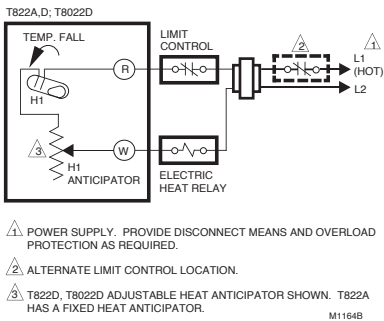 T822A,D; T8022D
TEMP. FALL
LIMIT
CONTROL
2
1
L1
(HOT)
R
L2
H1
3
H1
ANTICIPATOR
W
ELECTRIC
HEAT RELAY
1 POWER SUPPLY. PROVIDE DISCONNECT MEANS AND OVERLOAD
PROTECTION AS REQUIRED.
2 ALTERNATE LIMIT CONTROL LOCATION.
3 T822D, T8022D ADJUSTABLE HEAT ANTICIPATOR SHOWN. T822A
HAS A FIXED HEAT ANTICIPATOR.
M1164B